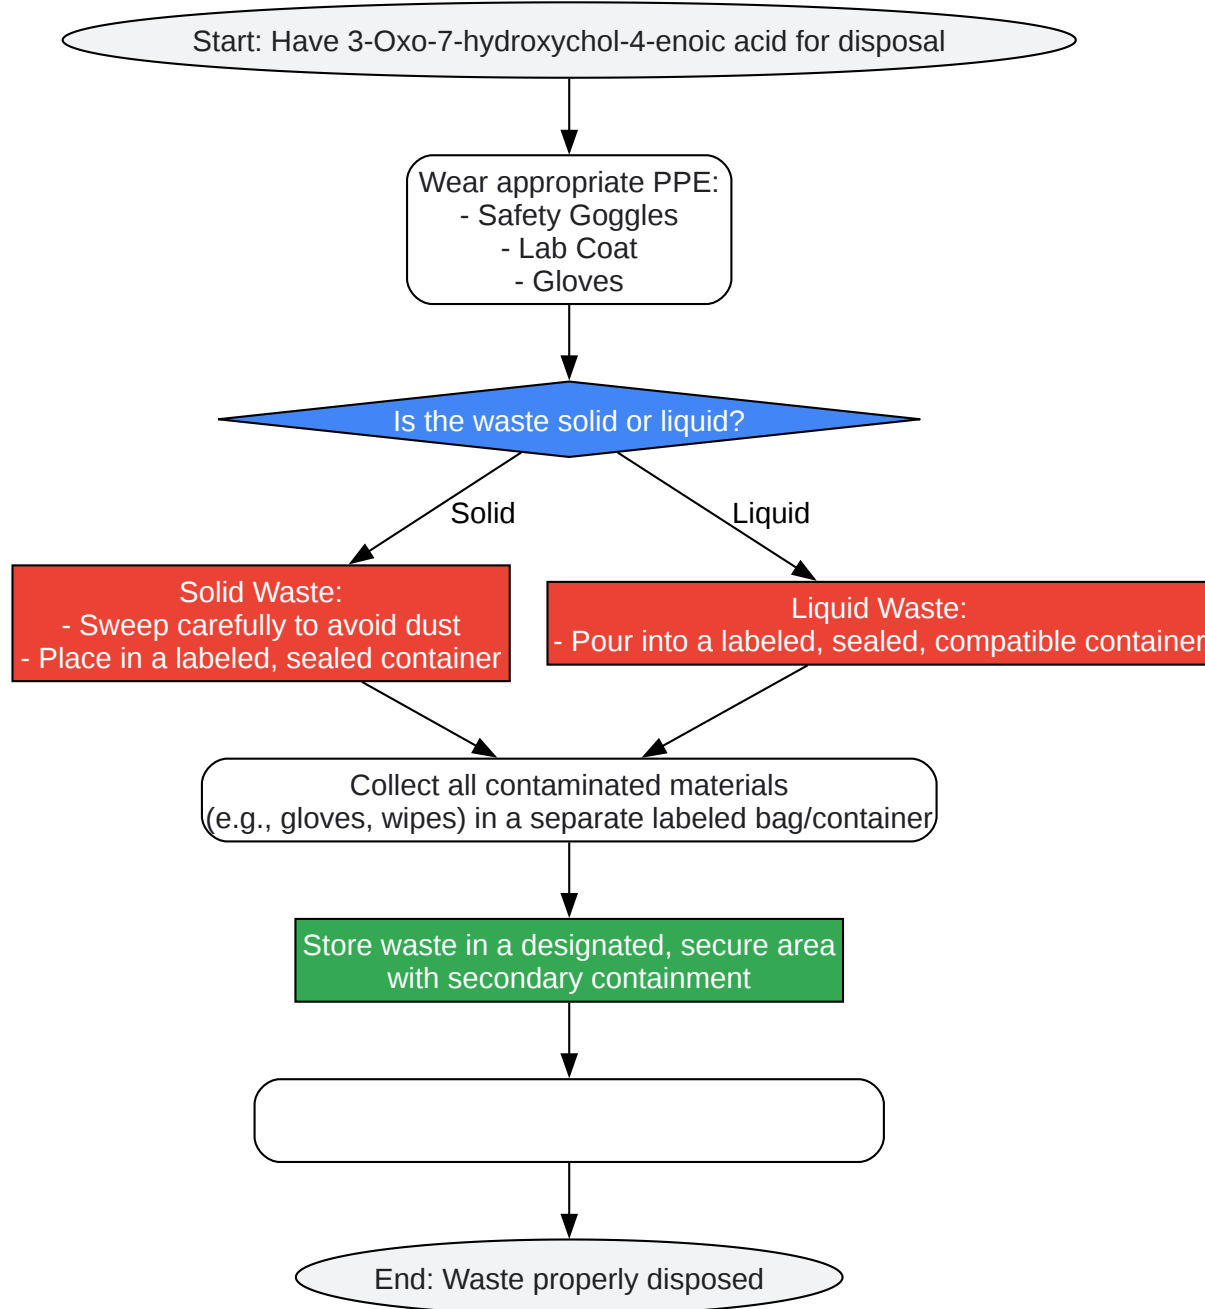 Start: Have 3-Oxo-7-hydroxychol-4-enoic acid for disposal
Wear appropriate PPE:
- Safety Goggles
- Lab Coat
- Gloves
Is the waste solid or liquid?
Solid
Liquid
Solid Waste:
- Sweep carefully to avoid dust
- Place in a labeled, sealed container
Liquid Waste:
- Pour into a labeled, sealed, compatible container
Collect all contaminated materials
(e.g., gloves, wipes) in a separate labeled bag/container
Store waste in a designated, secure area
with secondary containment
End: Waste properly disposed